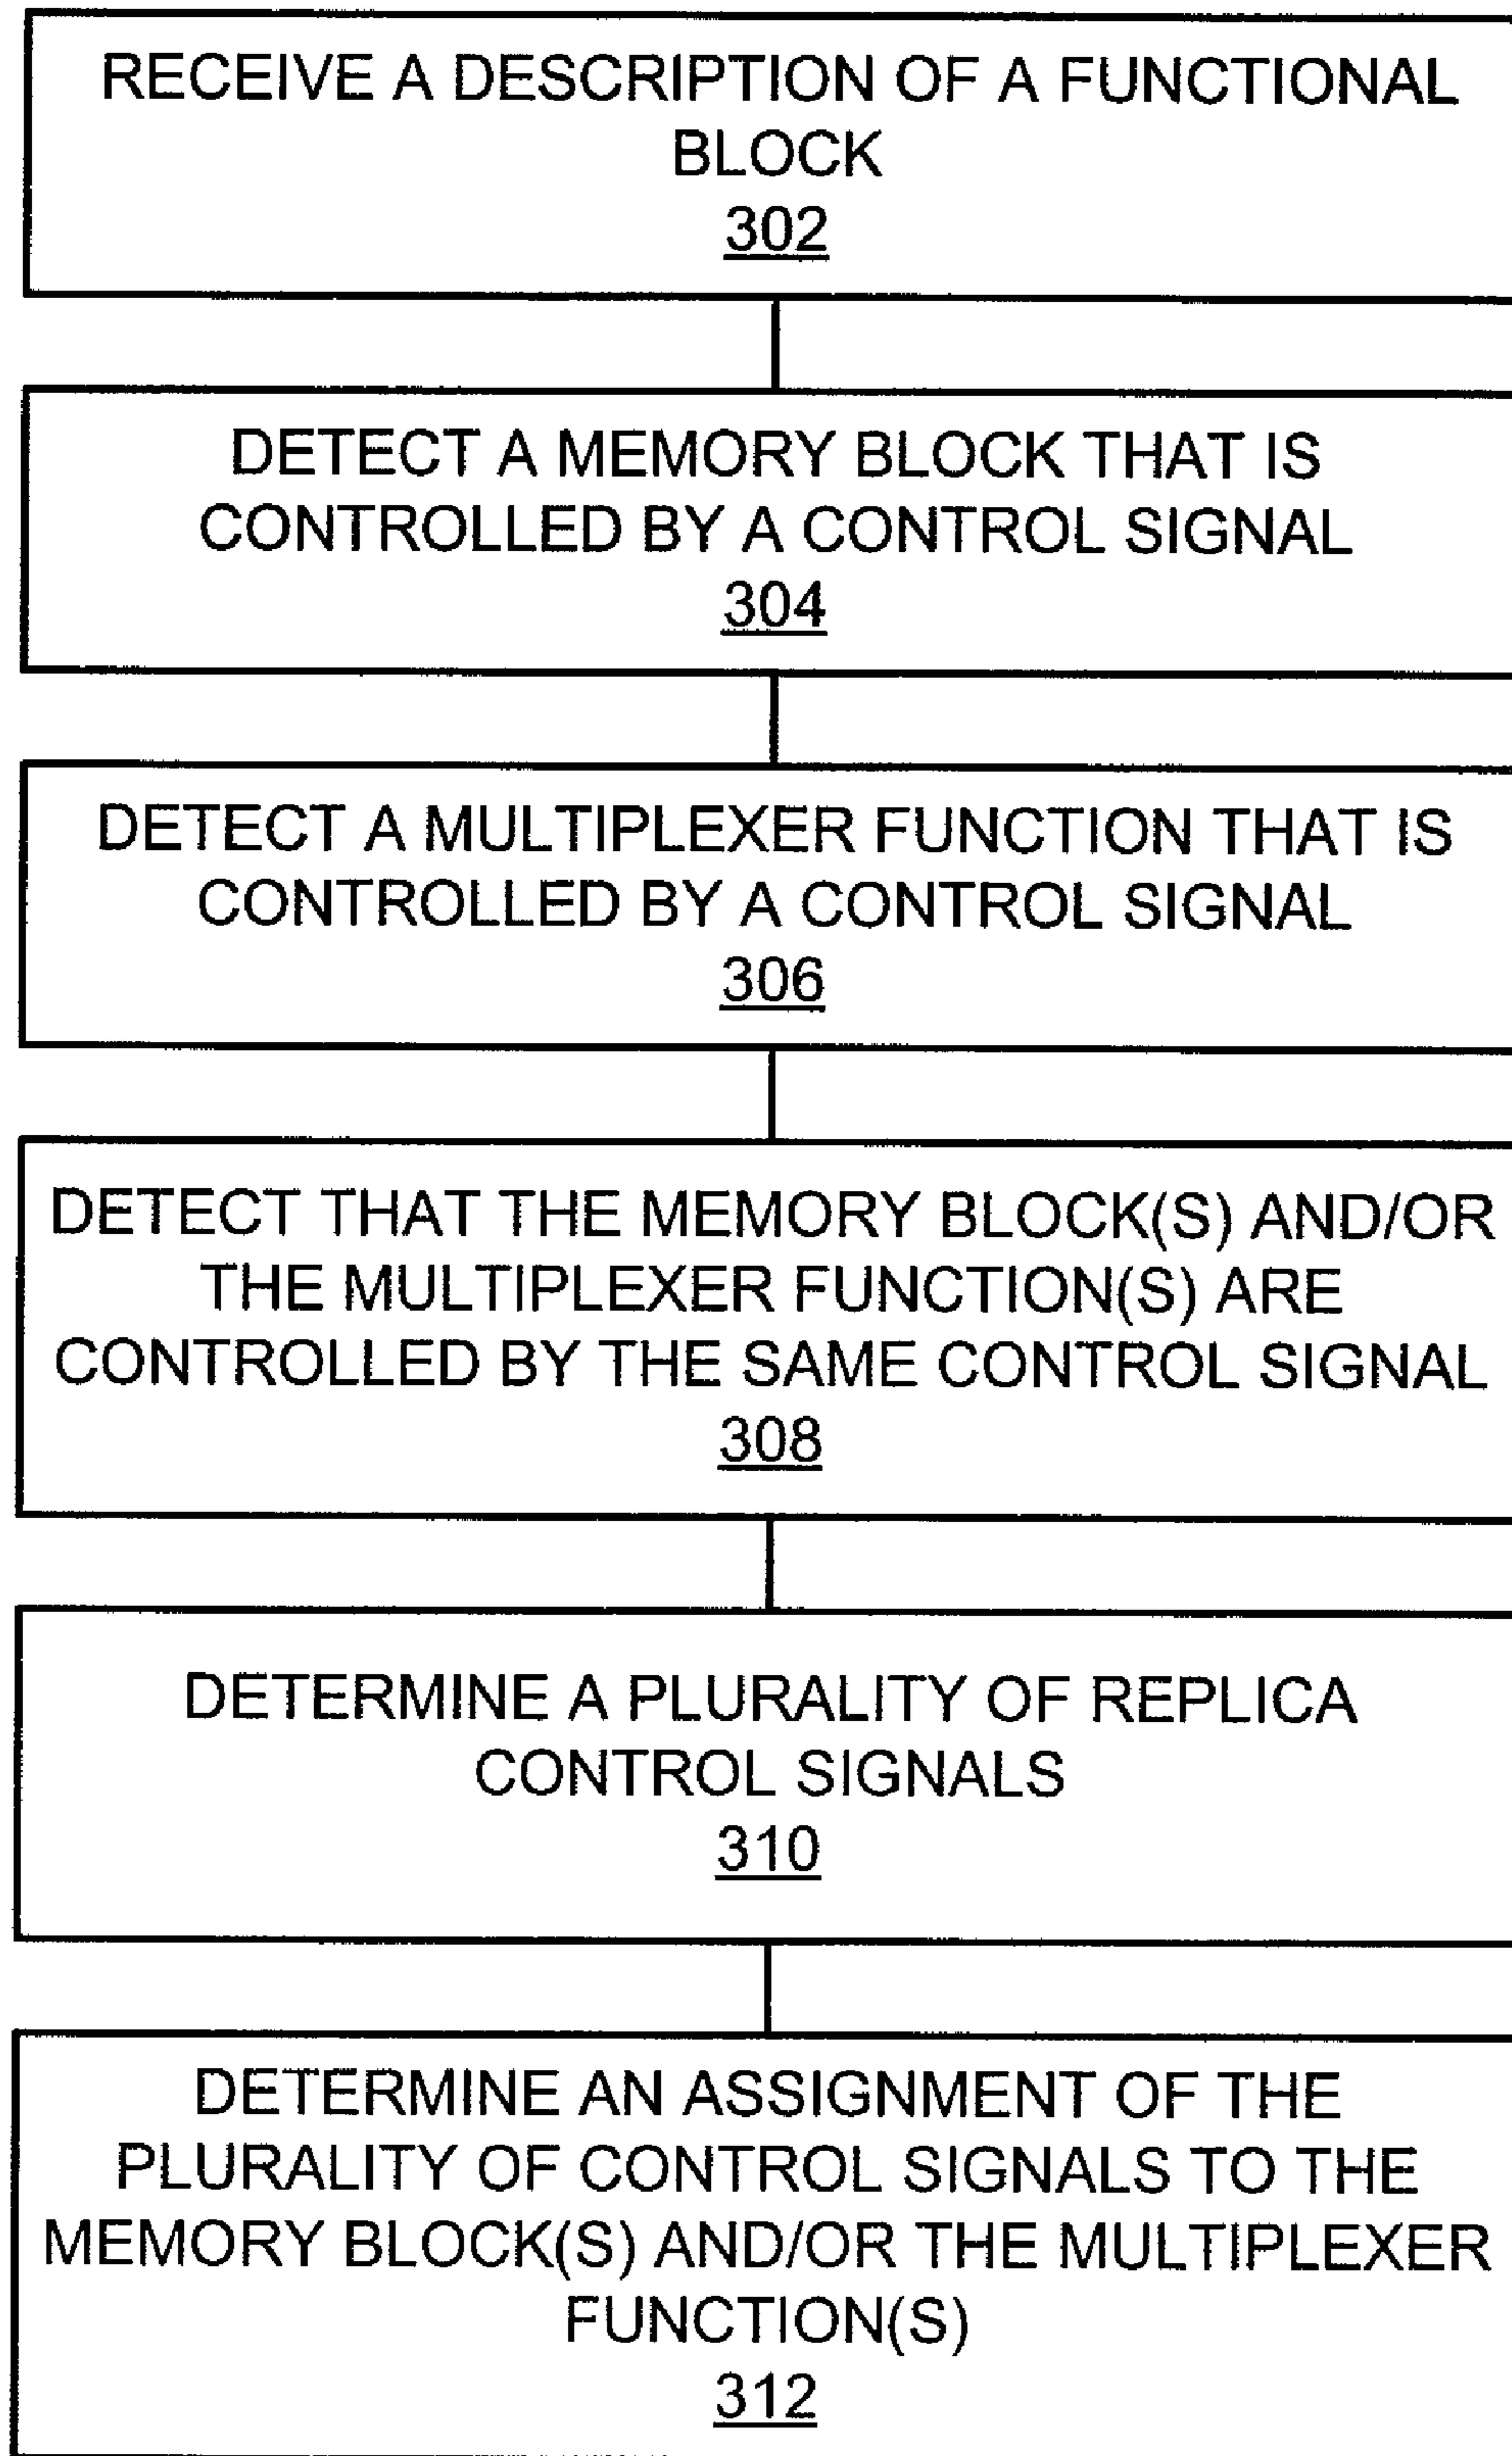 RECEIVE A DESCRIPTION OF A FUNCTIONAL
BLOCK
302
DETECT A MEMORY BLOCK THAT IS
CONTROLLED BY A CONTROL SIGNAL
304
DETECT A MULTIPLEXER FUNCTION THAT IS
CONTROLLED BY A CONTROL SIGNAL
306
DETECT THAT THE MEMORY BLOCK(S) AND/OR
THE MULTIPLEXER FUNCTION(S) ARE
CONTROLLED BY THE SAME CONTROL SIGNAL
308
DETERMINE A PLURALITY OF REPLICA
CONTROL SIGNALS
310
DETERMINE AN ASSIGNMENT OF THE
PLURALITY OF CONTROL SIGNALS TO THE
MEMORY BLOCK(S) AND/OR THE MULTIPLEXER
FUNCTION(S)
312